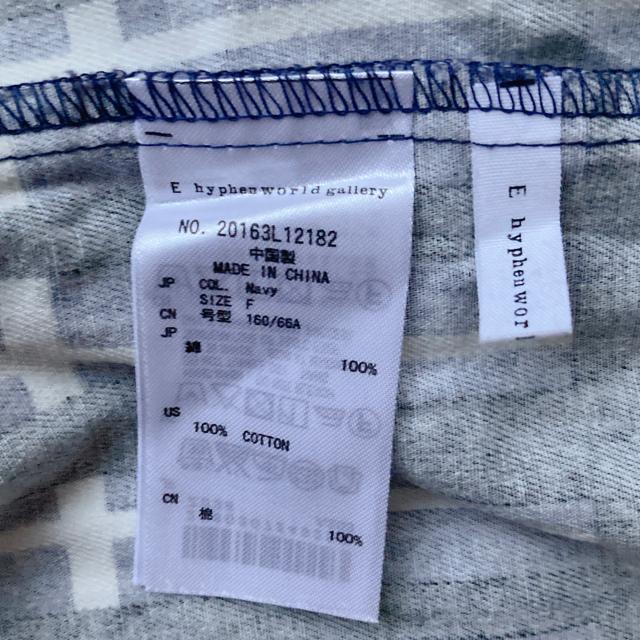 E hyphen world gallery
NO. 20163L12182
中国製
MADE IN CHINA
JP COL. Navy
SIZE F
CN 号型 160/66A
JP
綿 100%
US
100% COTTON
CN
棉 100%
E hyphen wor